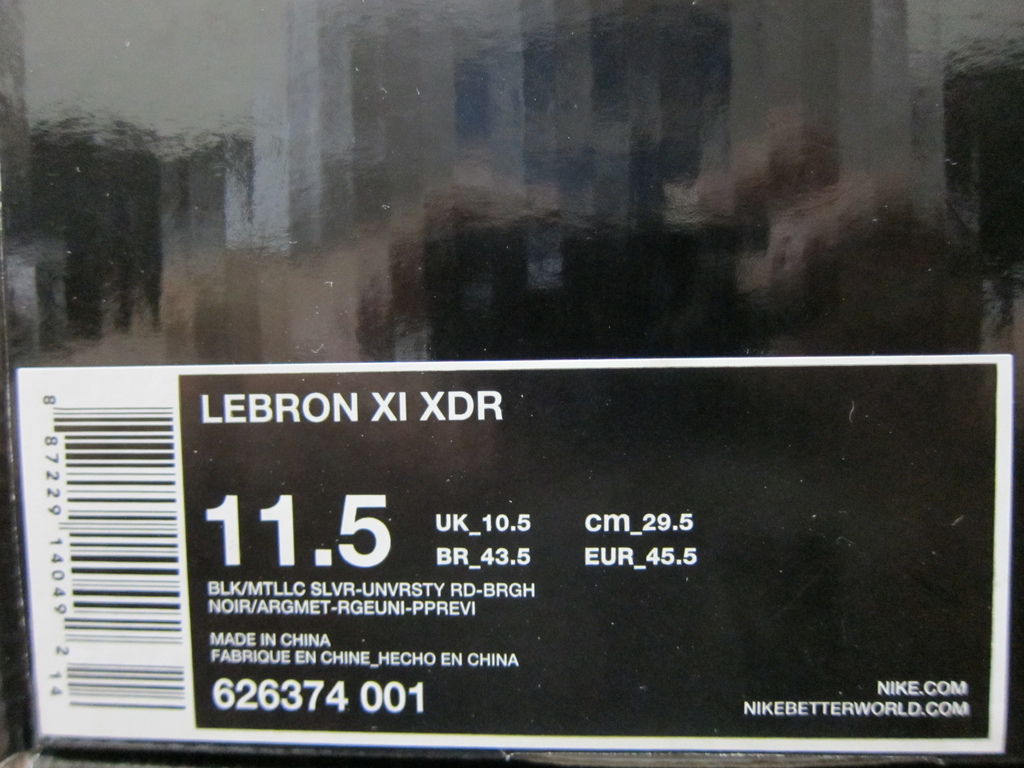 LEBRON XI XDR
11.5
UK_10.5 cm_29.5
BR_43.5 EUR_45.5
BLK/MTLLC SLVR-UNVRSTY RD-BRGH
NOIR/ARGMET-RGEUNI-PPREVI
MADE IN CHINA
FABRIQUE EN CHINE_HECHO EN CHINA
626374 001
NIKE.COM
NIKEBETTERWORLD.COM
8 87229 14049 2 14